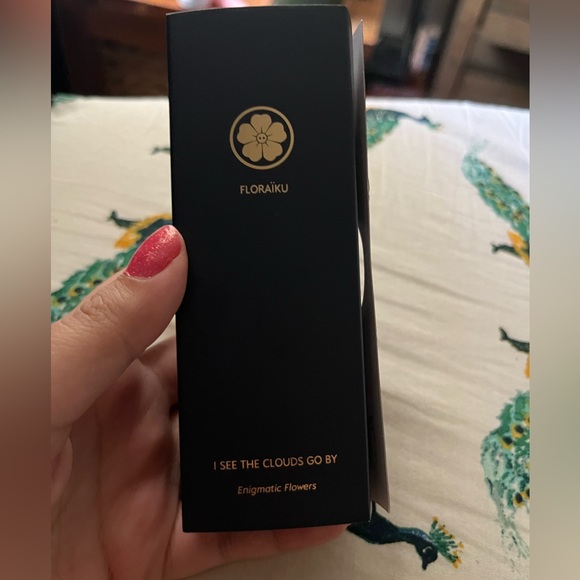 FLORAÏKU
I SEE THE CLOUDS GO BY
Enigmatic Flowers